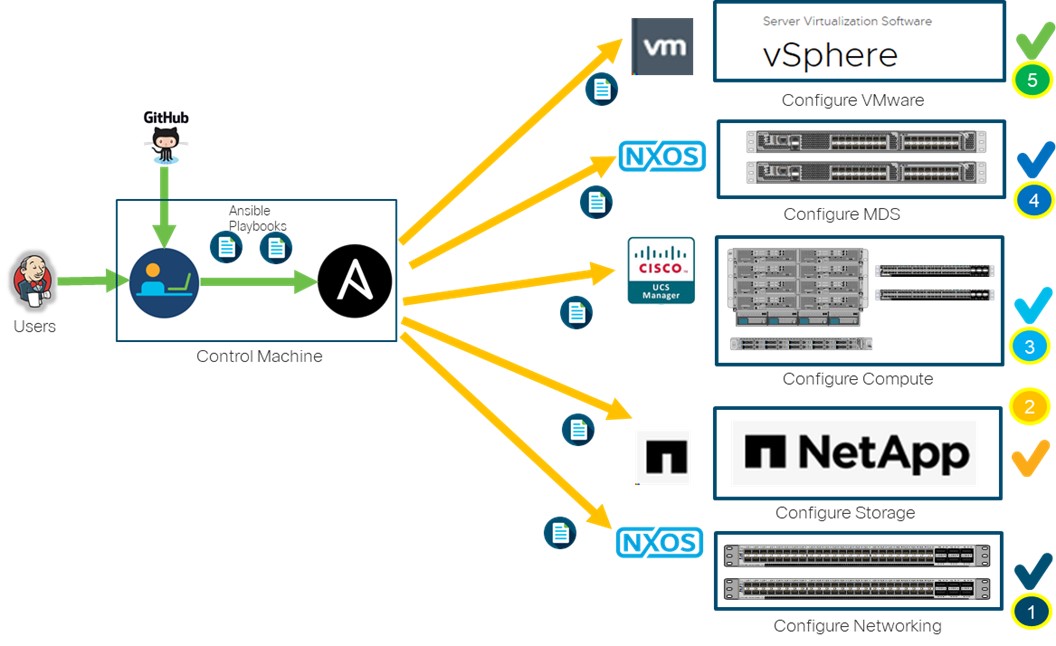 Server Virtualization Software
vm
vSphere
5
Configure VMware
GitHub
NXOS
4
Configure MDS
Ansible
Playbooks
CISCO
UCS
Manager
Users
Control Machine
3
Configure Compute
2
NetApp
Configure Storage
NXOS
1
Configure Networking